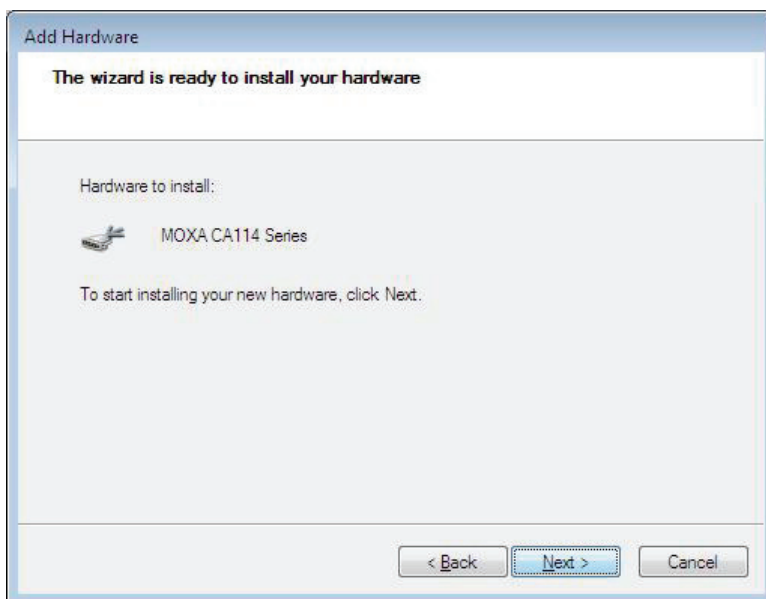 Add Hardware
The wizard is ready to install your hardware
Hardware to install:
MOXA CA114 Series
To start installing your new hardware, click Next.
< Back Next > Cancel